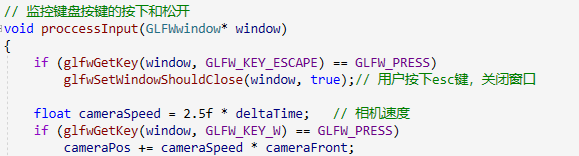 // 监控键盘按键的按下和松开
void proccessInput(GLFWwindow* window)
{
    if (glfwGetKey(window, GLFW_KEY_ESCAPE) == GLFW_PRESS)
        glfwSetWindowShouldClose(window, true);// 用户按下esc键，关闭窗口
    float cameraSpeed = 2.5f * deltaTime;   // 相机速度
    if (glfwGetKey(window, GLFW_KEY_W) == GLFW_PRESS)
        cameraPos += cameraSpeed * cameraFront;